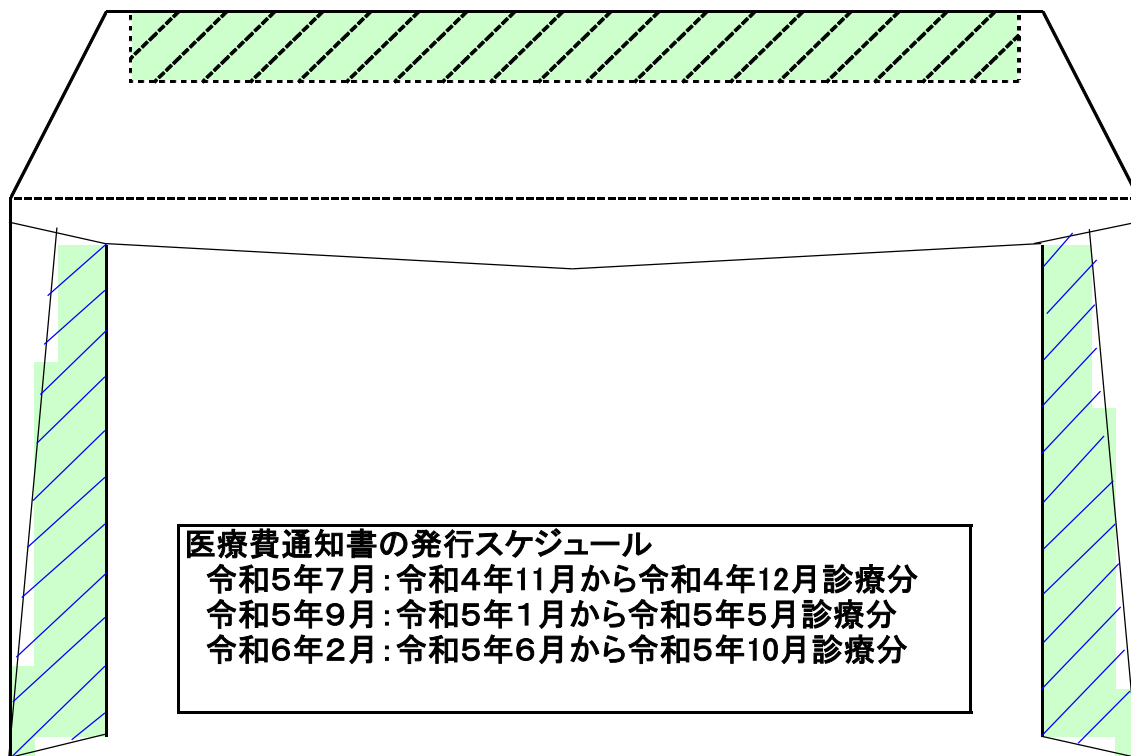 医療費通知書の発行スケジュール
令和５年７月：令和４年11月から令和４年12月診療分
令和５年９月：令和５年１月から令和５年５月診療分
令和６年２月：令和５年６月から令和５年10月診療分